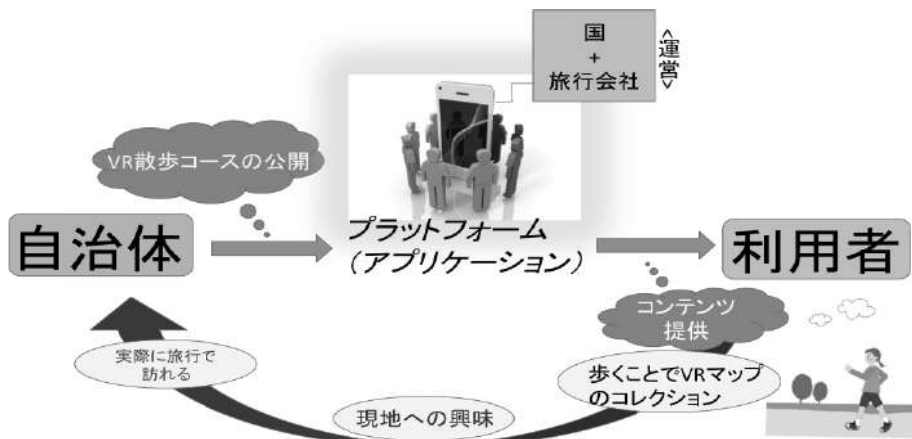 国
+
旅行会社
<運営>
VR散歩コースの公開
自治体
プラットフォーム
(アプリケーション)
利用者
コンテンツ
提供
実際に旅行で
訪れる
歩くことでVRマップ
のコレクション
現地への興味